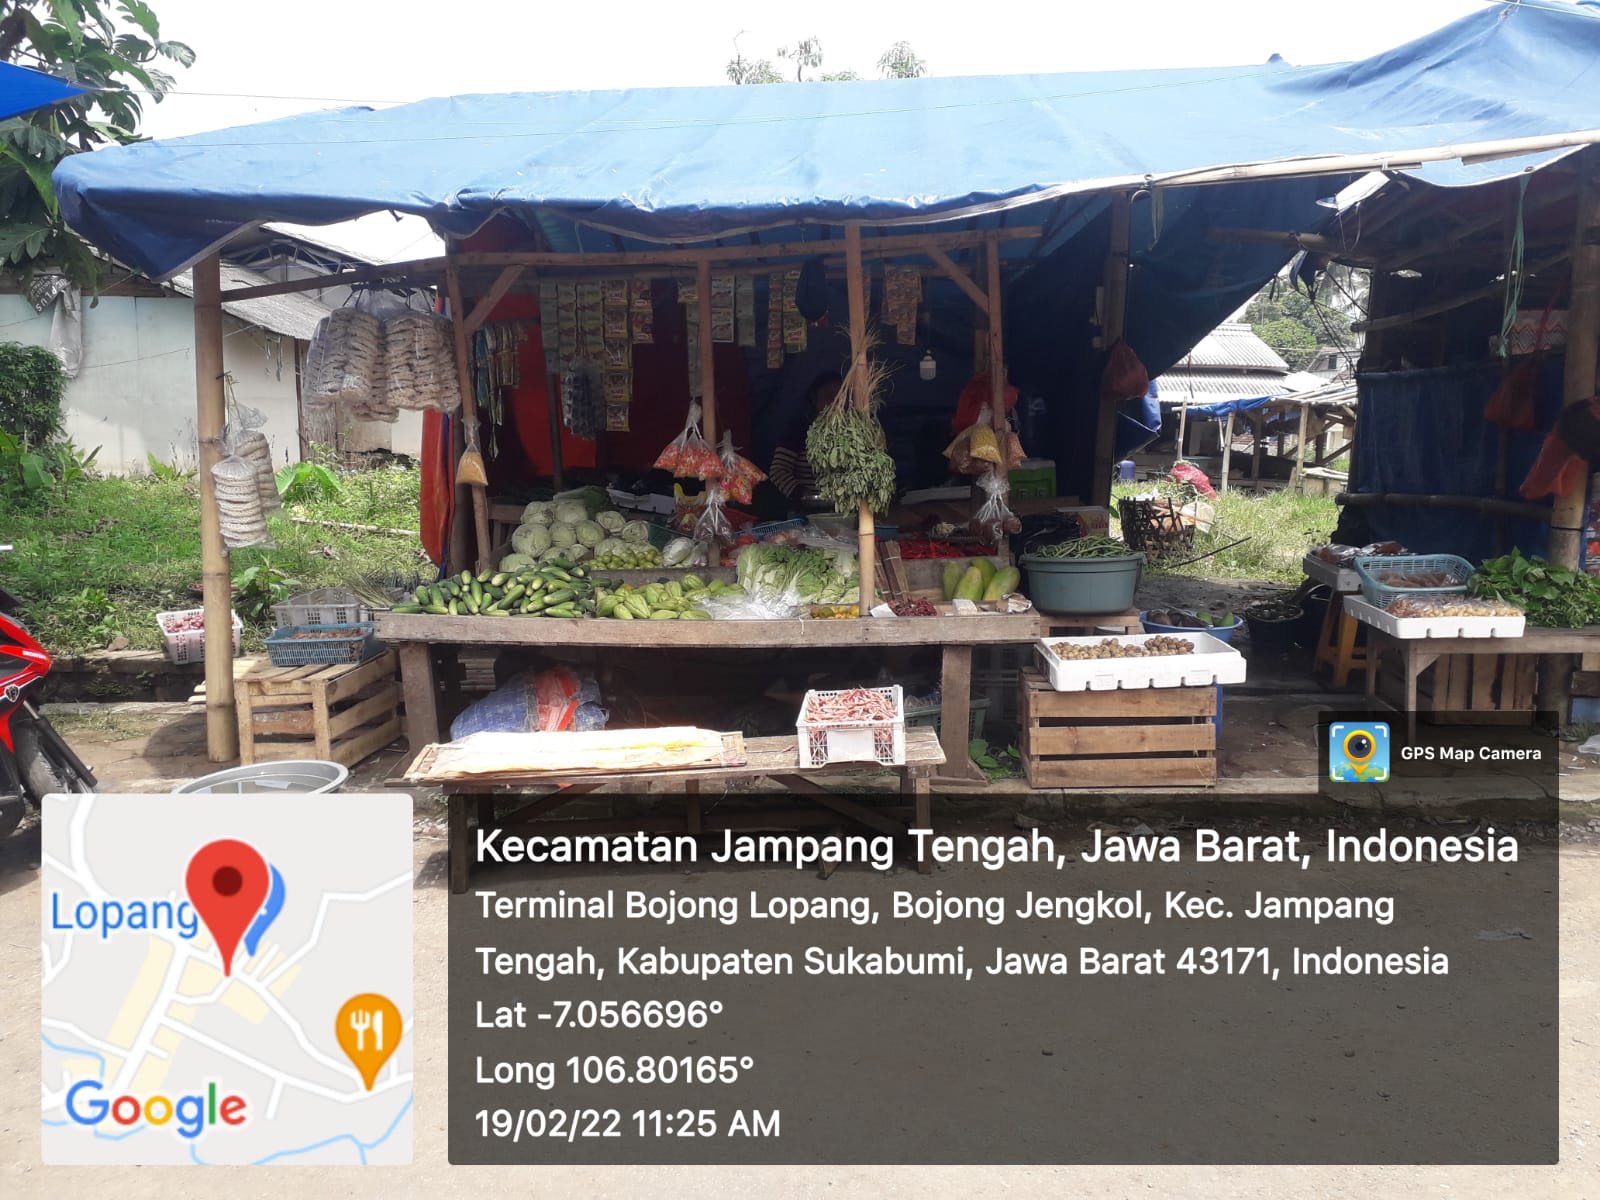 GPS Map Camera
Kecamatan Jampang Tengah, Jawa Barat, Indonesia
Terminal Bojong Lopang, Bojong Jengkol, Kec. Jampang
Tengah, Kabupaten Sukabumi, Jawa Barat 43171, Indonesia
Lat -7.056696°
Long 106.80165°
19/02/22 11:25 AM
Lopang
Google